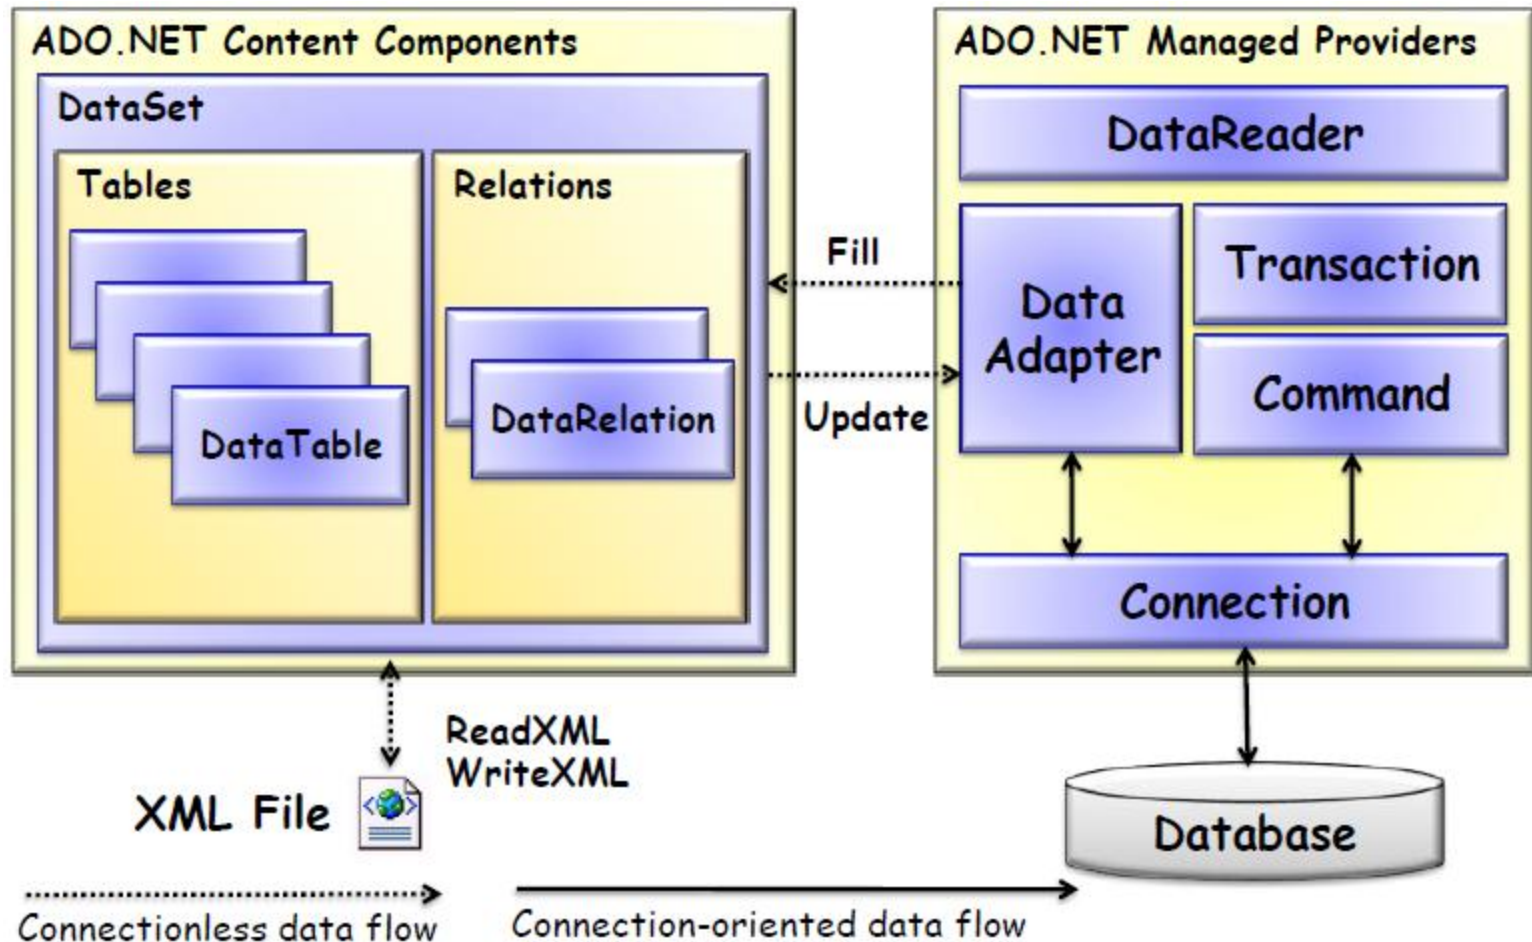 ADO.NET Content Components
DataSet
Tables
DataTable
Relations
DataRelation
Fill
Update
ADO.NET Managed Providers
DataReader
Data
Adapter
Transaction
Command
Connection
ReadXML
WriteXML
XML File
Database
Connectionless data flow
Connection-oriented data flow